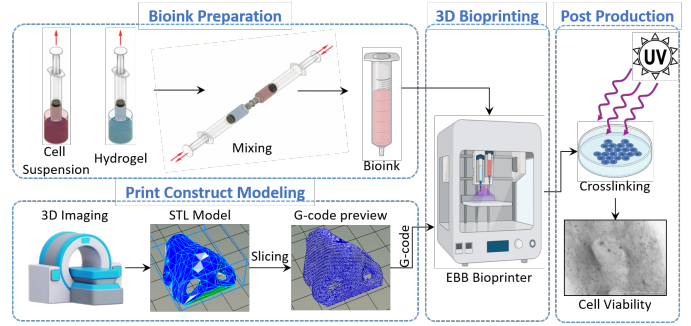 Bioink Preparation
3D Bioprinting
Post Production
UV
Cell
Suspension
Hydrogel
Mixing
Bioink
Crosslinking
Print Construct Modeling
3D Imaging
STL Model
G-code preview
Slicing
G-code
EBB Bioprinter
Cell Viability